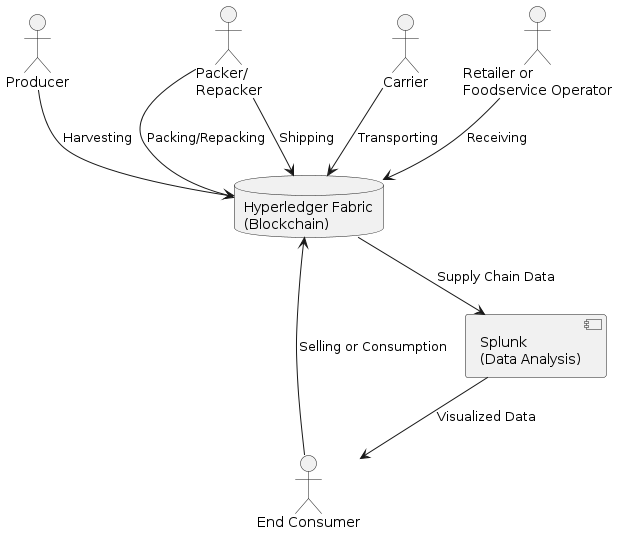 Producer
Packer/
Repacker
Carrier
Retailer or
Foodservice Operator
Harvesting
Packing/Repacking
Shipping
Transporting
Receiving
Hyperledger Fabric
(Blockchain)
Supply Chain Data
Splunk
(Data Analysis)
Selling or Consumption
Visualized Data
End Consumer